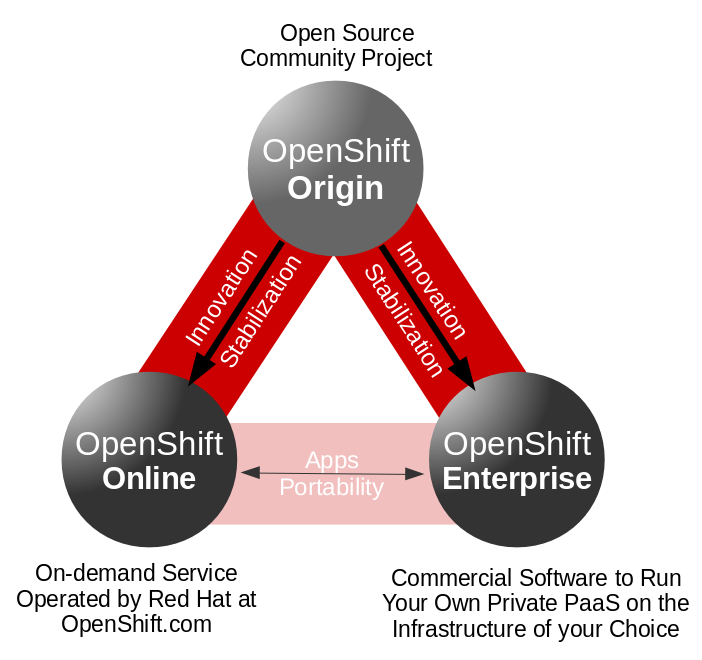 Open Source
Community Project
OpenShift
Origin
Innovation
Stabilization
Innovation
Stabilization
OpenShift
Online
Apps
Portability
OpenShift
Enterprise
On-demand Service
Operated by Red Hat at
OpenShift.com
Commercial Software to Run
Your Own Private PaaS on the
Infrastructure of your Choice